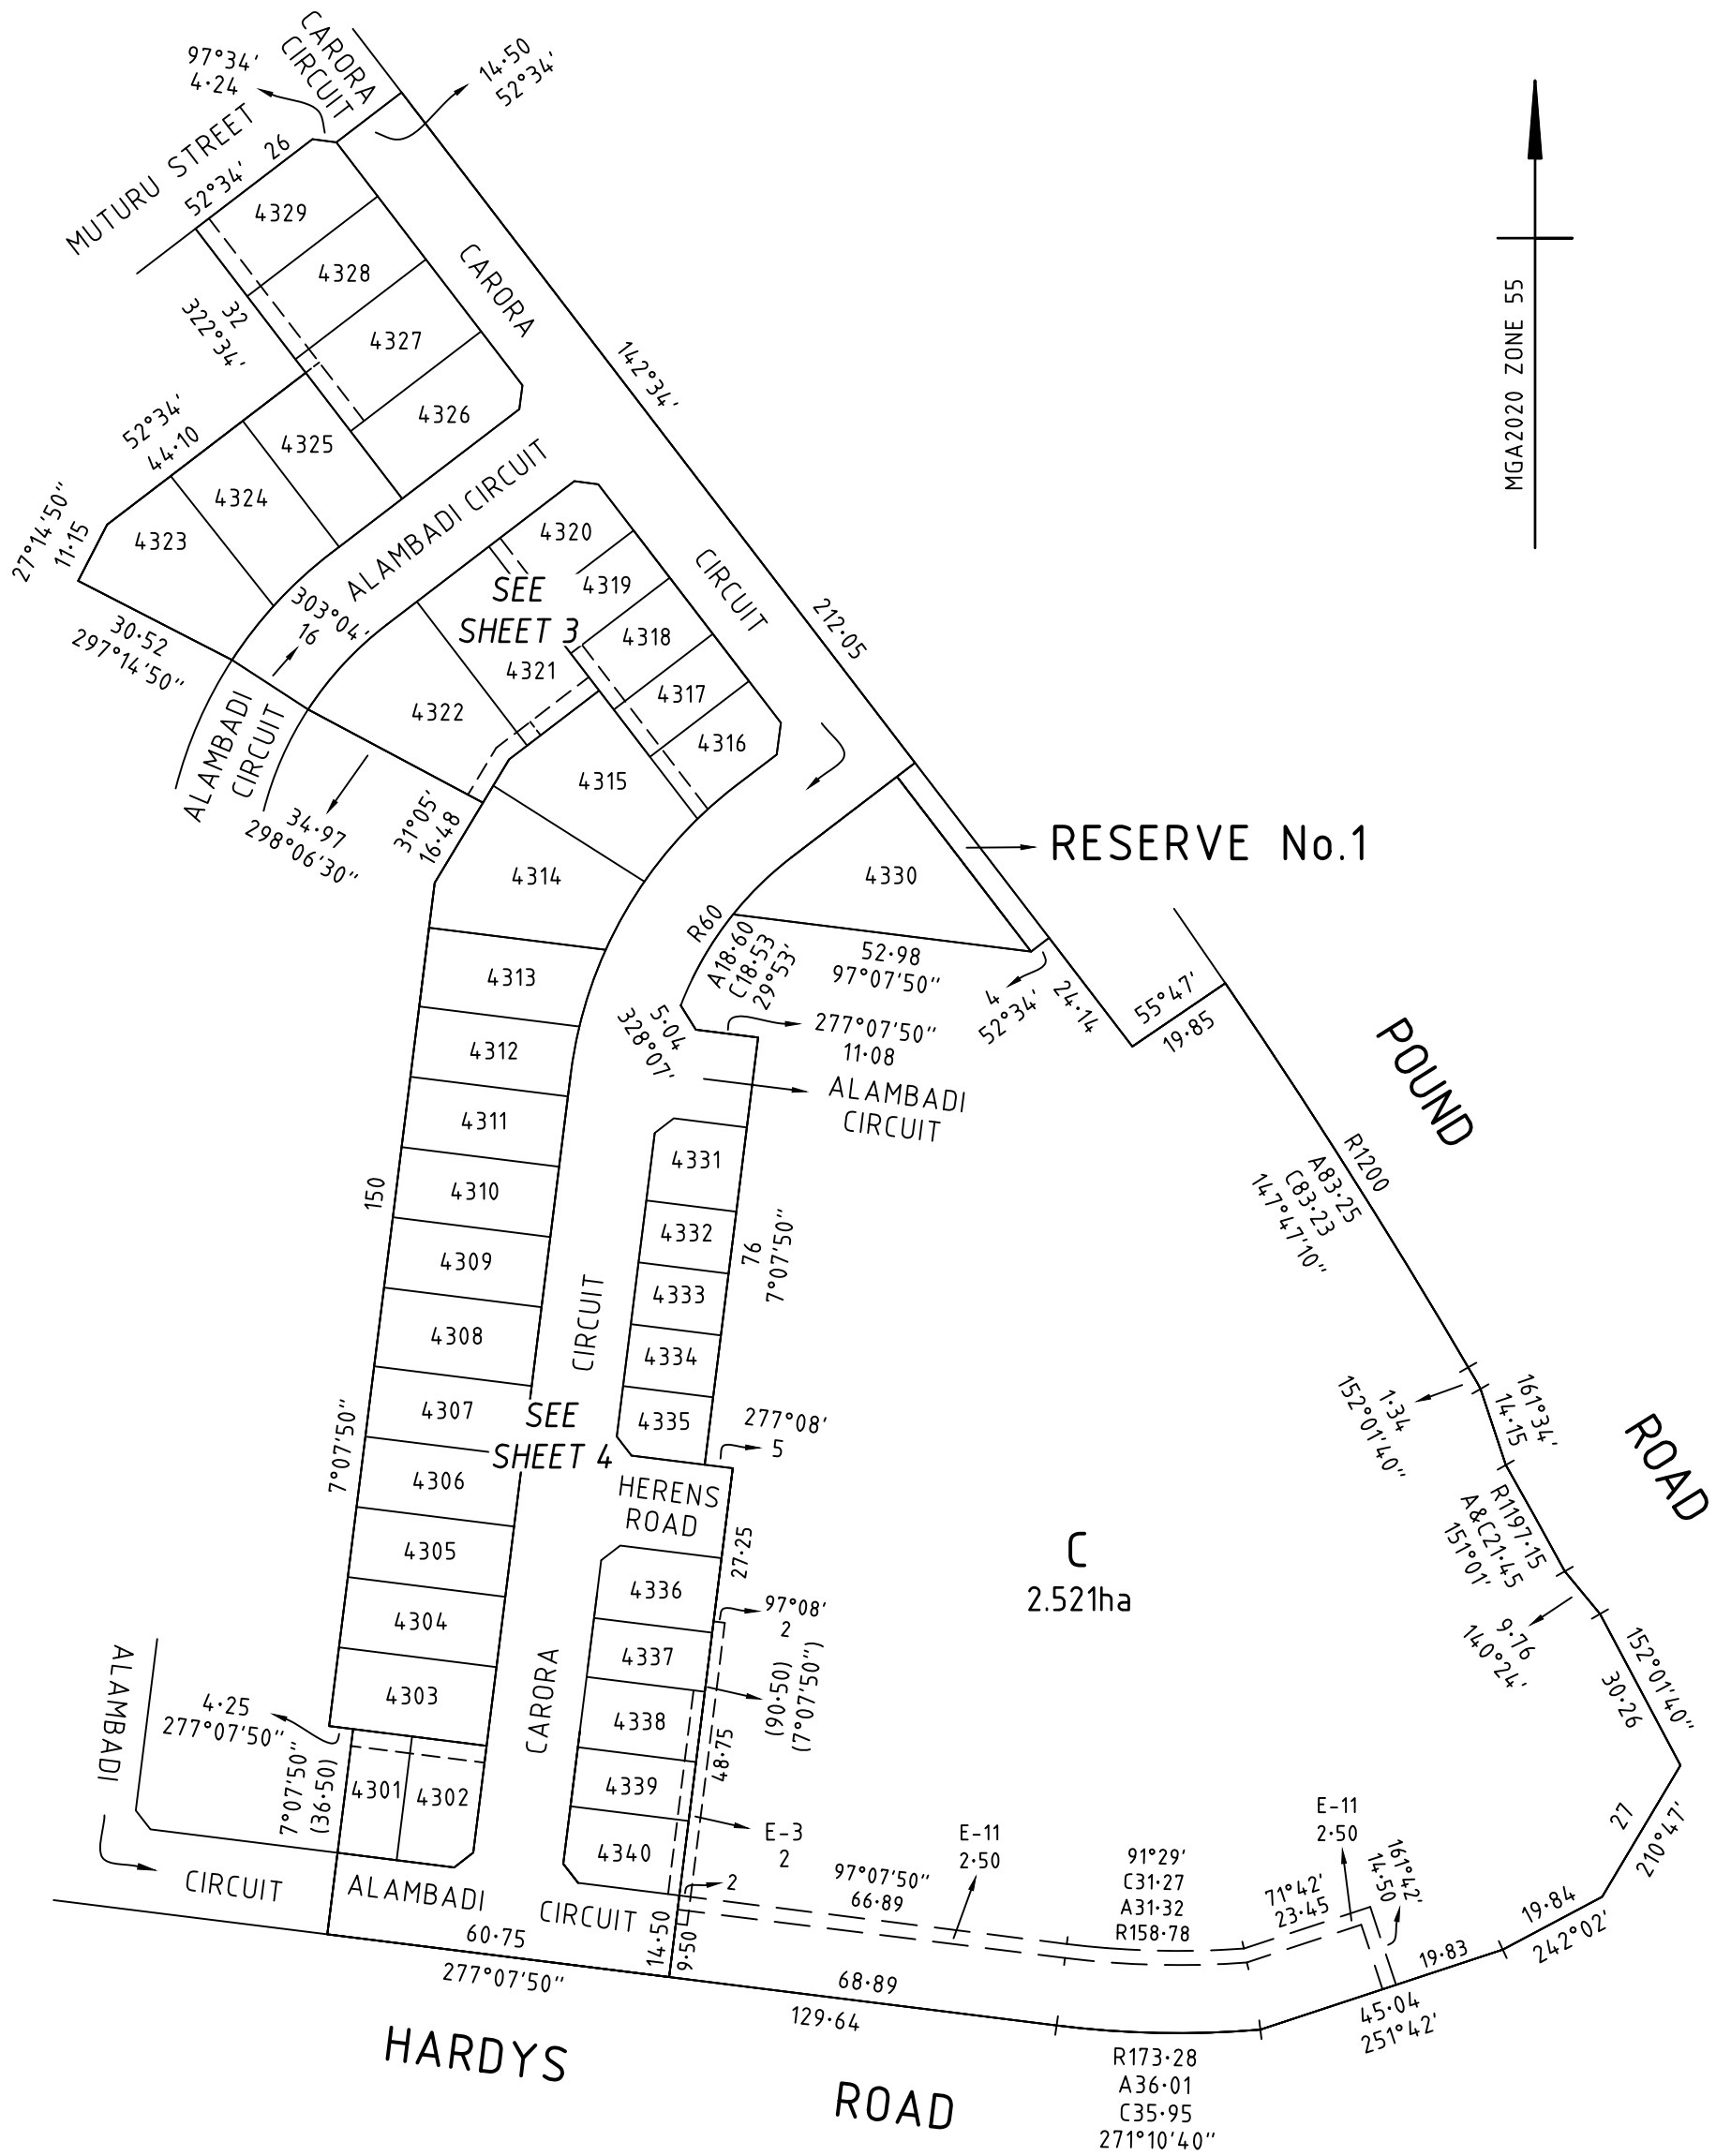 CARORA
CIRCUIT
97°34'
4·24
14·50
52°34'
MUTURU STREET
52°34'
26
4329
4328
4327
4326
32
322°34'
CARORA
142°34'
MGA2020 ZONE 55
52°34'
44·10
4325
4324
4323
27°14'50"
11·15
30·52
297°14'50"
303°04'
16
ALAMBADI CIRCUIT
4320
SEE
SHEET 3
4319
4318
4317
4316
4321
4322
4315
4314
CIRCUIT
212·05
ALAMBADI
CIRCUIT
34·97
298°06'30"
31°05'
16·48
RESERVE No.1
4330
R60
A18·60
C18·53
29°53'
52·98
97°07'50"
4
52°34'
24·14
55°47'
19·85
5·04
328°07'
277°07'50"
11·08
ALAMBADI
CIRCUIT
POUND
ROAD
R1200
A83·25
C83·23
147°47'10"
4313
4312
4311
4310
4309
4308
4307
4306
4305
4304
4303
150
7°07'50"
CIRCUIT
4331
4332
4333
4334
4335
76
7°07'50"
SEE
SHEET 4
277°08'
5
HERENS
ROAD
1·34
152°01'40"
161°34'
14·15
R1197·15
A&C21·45
151°01'
9·76
140°24'
152°01'40"
30·26
C
2.521ha
27·25
97°08'
2
(90·50)
(7°07'50")
4336
4337
4338
4339
4340
48·75
CARORA
ALAMBADI
4·25
277°07'50"
7°07'50"
(36·50)
4301
4302
CIRCUIT
ALAMBADI
CIRCUIT
E-3
2
2
14·50
9·50
97°07'50"
66·89
E-11
2·50
91°29'
C31·27
A31·32
R158·78
71°42'
23·45
E-11
2·50
161°42'
14·50
27
210°47'
19·84
242°02'
19·83
45·04
251°42'
60·75
277°07'50"
68·89
129·64
R173·28
A36·01
C35·95
271°10'40"
HARDYS
ROAD